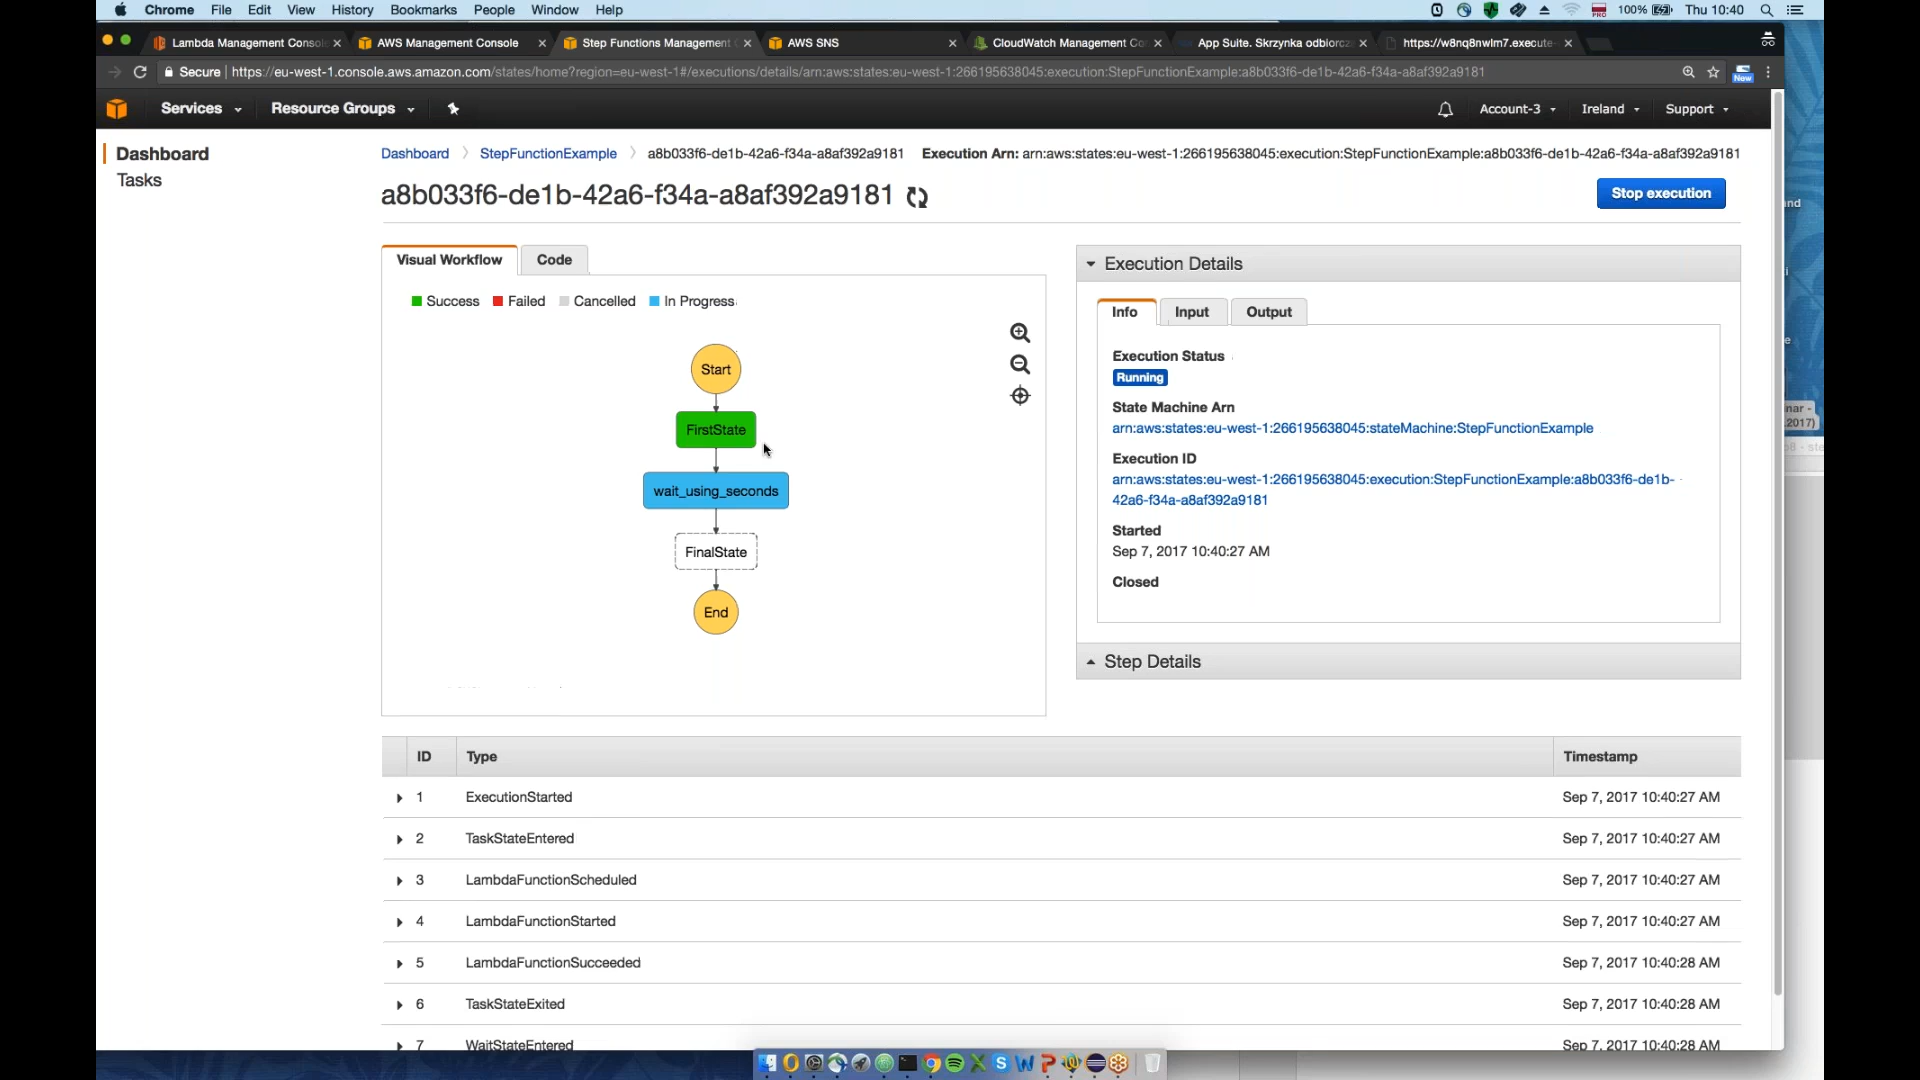 Chrome File Edit View History Bookmarks People Window Help 100% Thu 10:40
Lambda Management Consol AWS Management Console Step Functions Management AWS SNS CloudWatch Management Co App Suite. Skrzynka odbiorcz https://w8nq8nwlm7.execute-
Secure https://eu-west-1.console.aws.amazon.com/states/home?region=eu-west-1#/executions/details/arn:aws:states:eu-west-1:266195638045:execution:StepFunctionExample:a8b033f6-de1b-42a6-f34a-a8af392a9181 New
Services Resource Groups Account-3 Ireland Support
Dashboard
Tasks
Dashboard StepFunctionExample a8b033f6-de1b-42a6-f34a-a8af392a9181 Execution Arn: arn:aws:states:eu-west-1:266195638045:execution:StepFunctionExample:a8b033f6-de1b-42a6-f34a-a8af392a9181
a8b033f6-de1b-42a6-f34a-a8af392a9181
Stop execution
Visual Workflow Code
Success Failed Cancelled In Progress
Start
FirstState
wait_using_seconds
FinalState
End
Execution Details
Info Input Output
Execution Status
Running
State Machine Arn
arn:aws:states:eu-west-1:266195638045:stateMachine:StepFunctionExample
Execution ID
arn:aws:states:eu-west-1:266195638045:execution:StepFunctionExample:a8b033f6-de1b-
42a6-f34a-a8af392a9181
Started
Sep 7, 2017 10:40:27 AM
Closed
Step Details
ID Type Timestamp
1 ExecutionStarted Sep 7, 2017 10:40:27 AM
2 TaskStateEntered Sep 7, 2017 10:40:27 AM
3 LambdaFunctionScheduled Sep 7, 2017 10:40:27 AM
4 LambdaFunctionStarted Sep 7, 2017 10:40:27 AM
5 LambdaFunctionSucceeded Sep 7, 2017 10:40:28 AM
6 TaskStateExited Sep 7, 2017 10:40:28 AM
7 WaitStateEntered Sep 7, 2017 10:40:28 AM